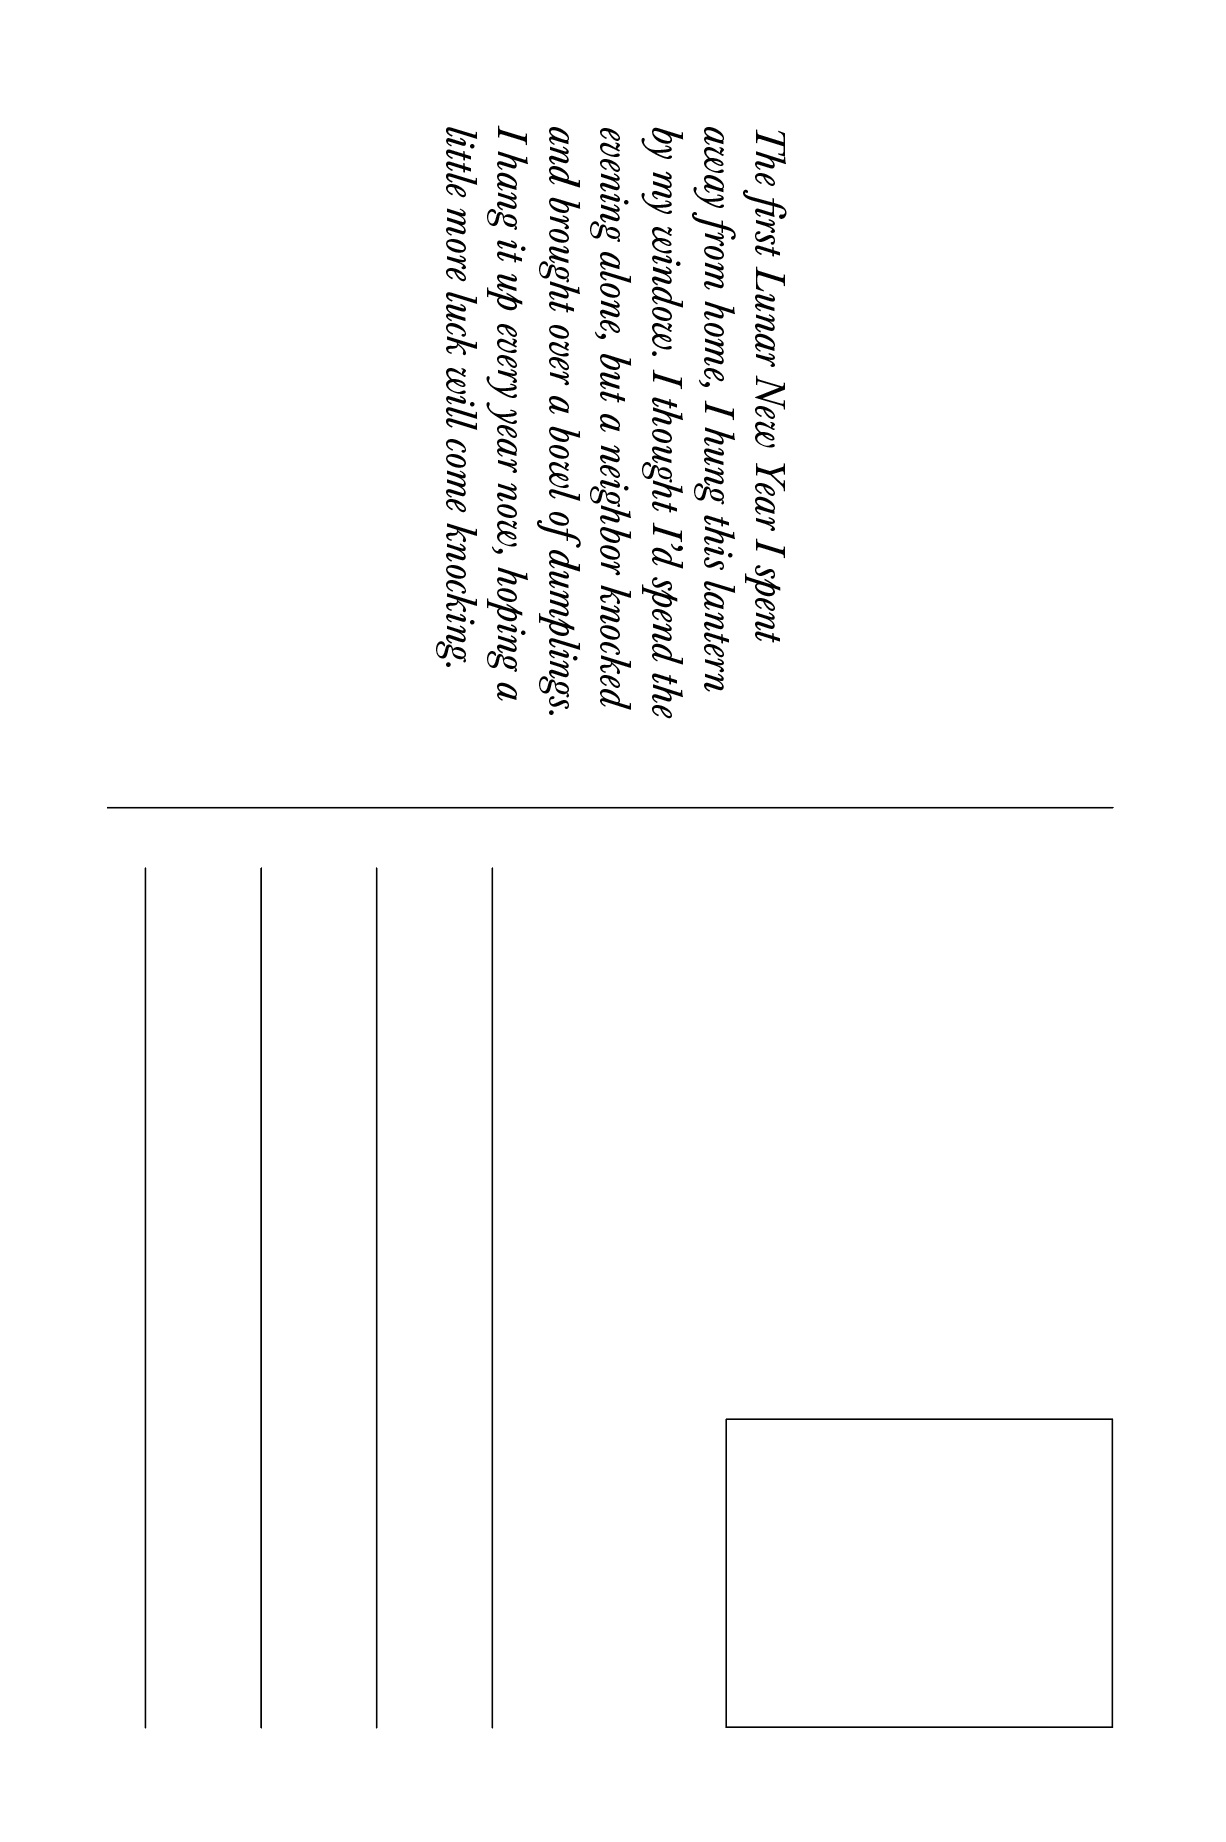 The first Lunar New Year I spent
away from home, I hung this lantern
by my window. I thought I’d spend the
evening alone, but a neighbor knocked
and brought over a bowl of dumplings.
I hang it up every year now, hoping a
little more luck will come knocking.